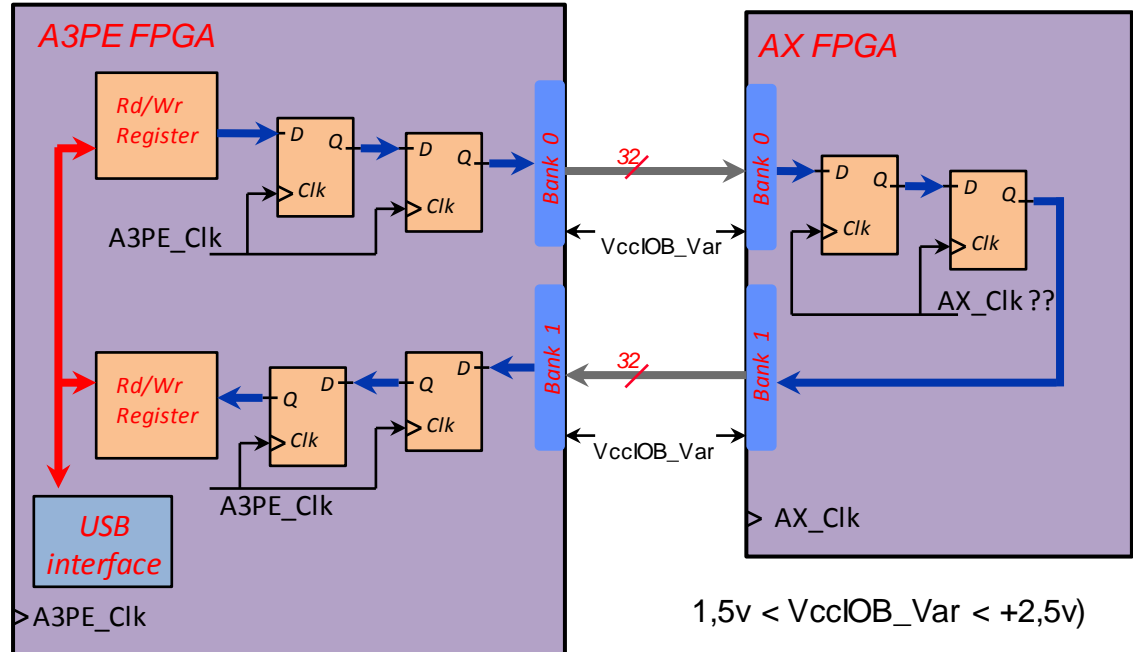 A3PE FPGA
Rd/Wr
Register
D
Q
Clk
D
Q
Clk
A3PE_Clk
Bank 0
32
VccIOB_Var
Bank 0
AX FPGA
D
Q
Clk
D
Q
Clk
AX_Clk ??
Rd/Wr
Register
D
Q
Clk
D
Q
Clk
A3PE_Clk
Bank 1
32
VccIOB_Var
Bank 1
USB
interface
A3PE_Clk
AX_Clk
1,5v < VccIOB_Var < +2,5v)